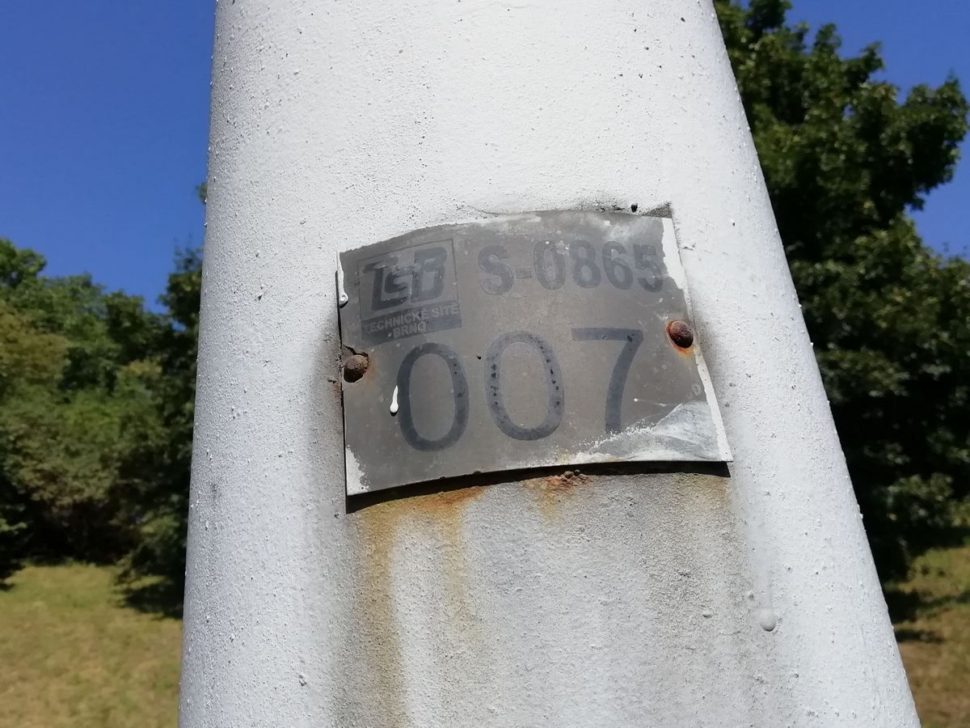 TSB S-0865
TECHNICKÉ SÍTĚ
BRNO
007